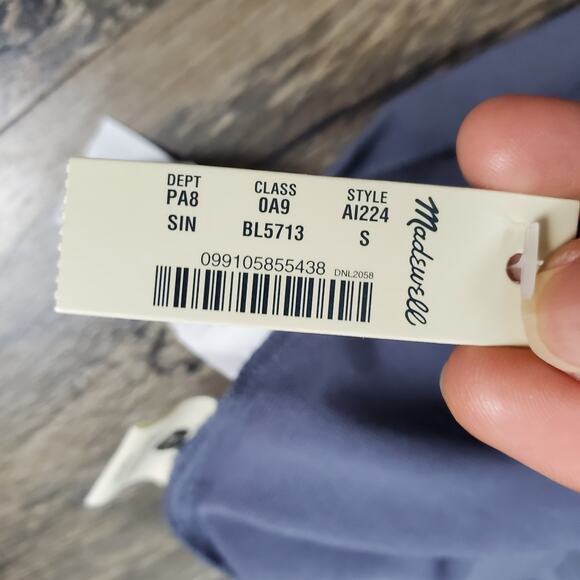 DEPT CLASS STYLE
PA8 0A9 AI224
SIN BL5713 S
099105855438 DNL2058
Madewell